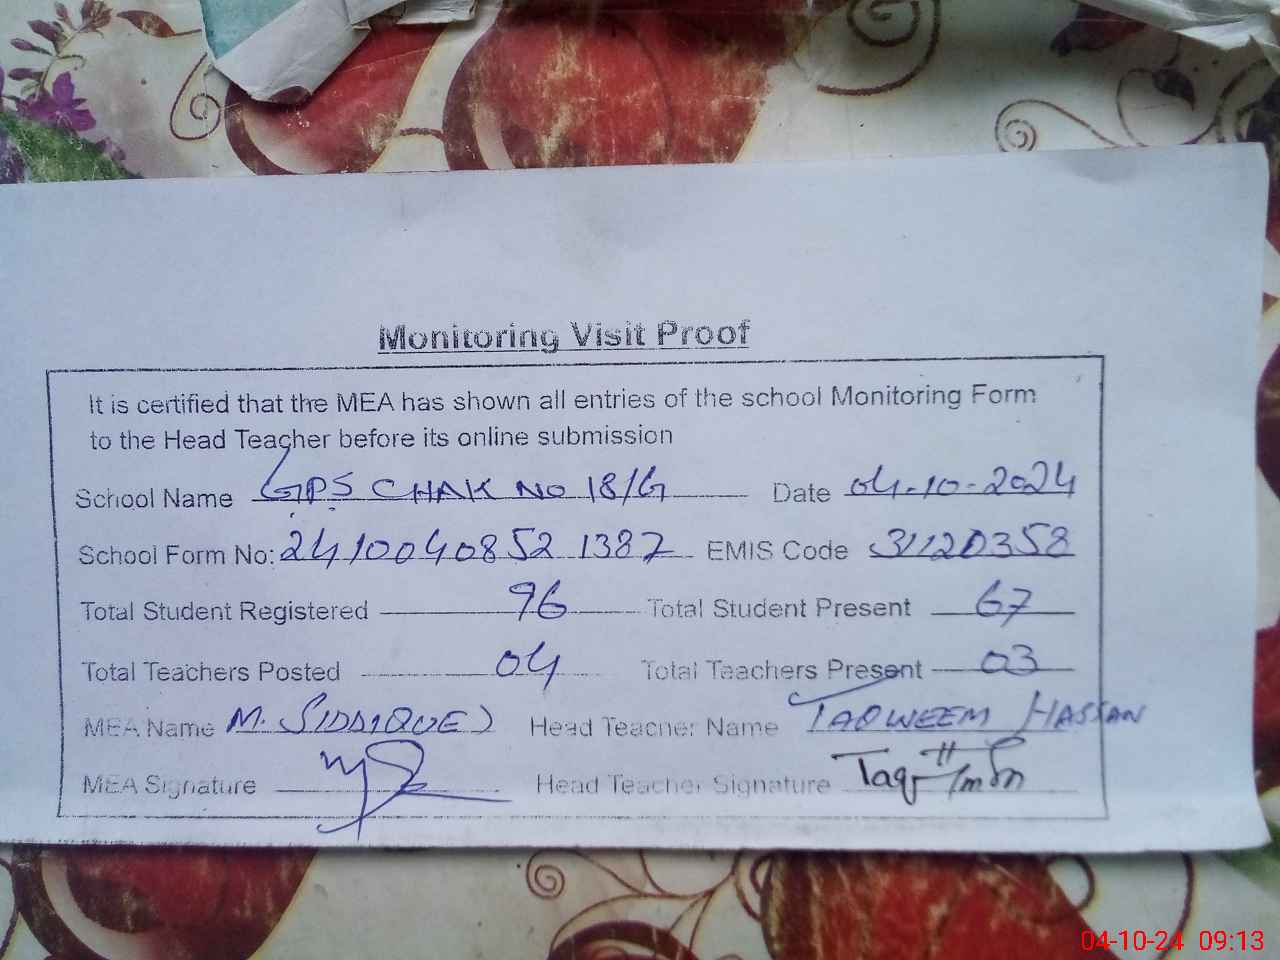 Monitoring Visit Proof
It is certified that the MEA has shown all entries of the school Monitoring Form
to the Head Teacher before its online submission
School Name GPS CHAK No 18/G Date 04-10-2024
School Form No: 241004085213 87 EMIS Code 31120358
Total Student Registered 96 Total Student Present 67
Total Teachers Posted 04 Total Teachers Present 03
MEA Name M. SIDDIQUE Head Teacher Name TAQWEEM HASSAN
MEA Signature Head Teacher Signature
04-10-24 09:13